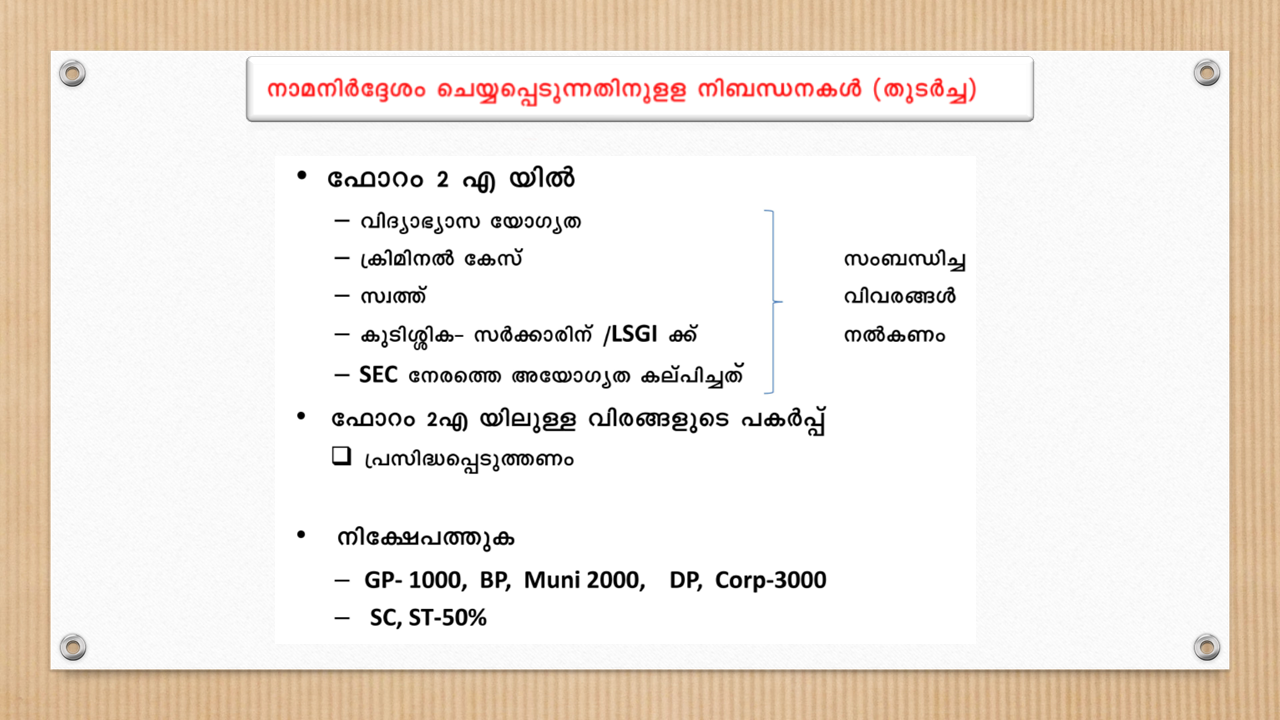 നാമനിർദ്ദേശം ചെയ്യപ്പെടുന്നതിനുളള നിബന്ധനകൾ (തുടർച്ച)
• ഫോറം 2 എ യിൽ
– വിദ്യാഭ്യാസ യോഗ്യത
– ക്രിമിനൽ കേസ് സംബന്ധിച്ച
– സ്വത്ത് വിവരങ്ങൾ
– കുടിശ്ശിക– സർക്കാരിന് /LSGI ക്ക് നൽകണം
– SEC നേരത്തെ അയോഗ്യത കല്പിച്ചത്
• ഫോറം 2എ യിലുള്ള വിരങ്ങളുടെ പകർപ്പ്
❑ പ്രസിദ്ധപ്പെടുത്തണം
• നിക്ഷേപത്തുക
– GP- 1000, BP, Muni 2000, DP, Corp-3000
– SC, ST-50%